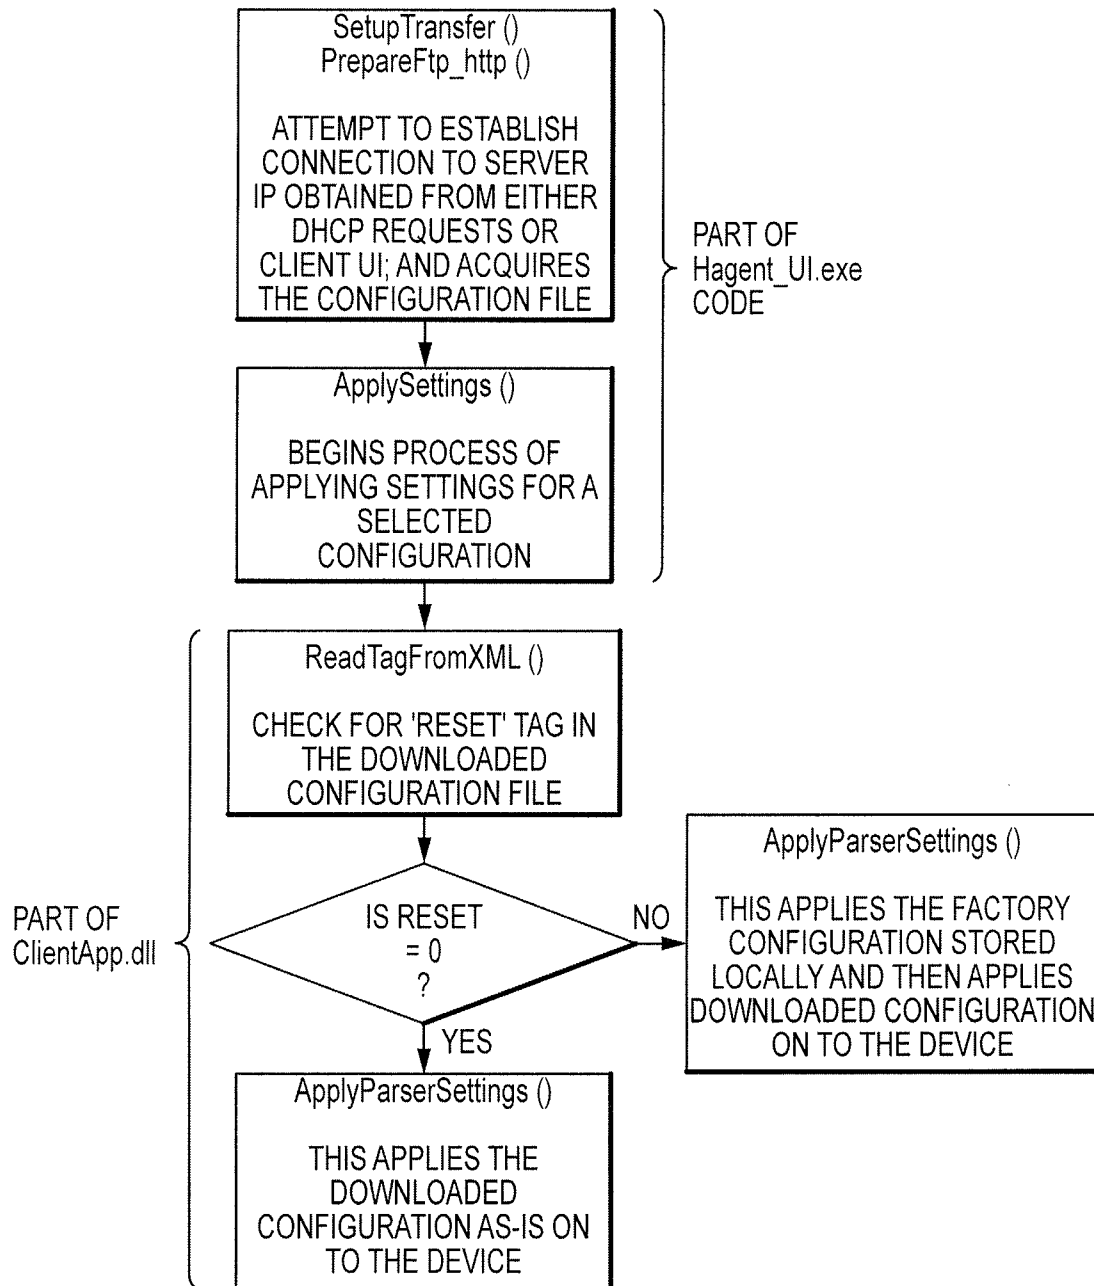 SetupTransfer ()
PrepareFtp_http ()
ATTEMPT TO ESTABLISH
CONNECTION TO SERVER
IP OBTAINED FROM EITHER
DHCP REQUESTS OR
CLIENT UI; AND ACQUIRES
THE CONFIGURATION FILE
PART OF
Hagent_UI.exe
CODE
ApplySettings ()
BEGINS PROCESS OF
APPLYING SETTINGS FOR A
SELECTED
CONFIGURATION
ReadTagFromXML ()
CHECK FOR 'RESET' TAG IN
THE DOWNLOADED
CONFIGURATION FILE
PART OF
ClientApp.dll
IS RESET
= 0
?
NO
YES
ApplyParserSettings ()
THIS APPLIES THE FACTORY
CONFIGURATION STORED
LOCALLY AND THEN APPLIES
DOWNLOADED CONFIGURATION
ON TO THE DEVICE
ApplyParserSettings ()
THIS APPLIES THE
DOWNLOADED
CONFIGURATION AS-IS ON
TO THE DEVICE